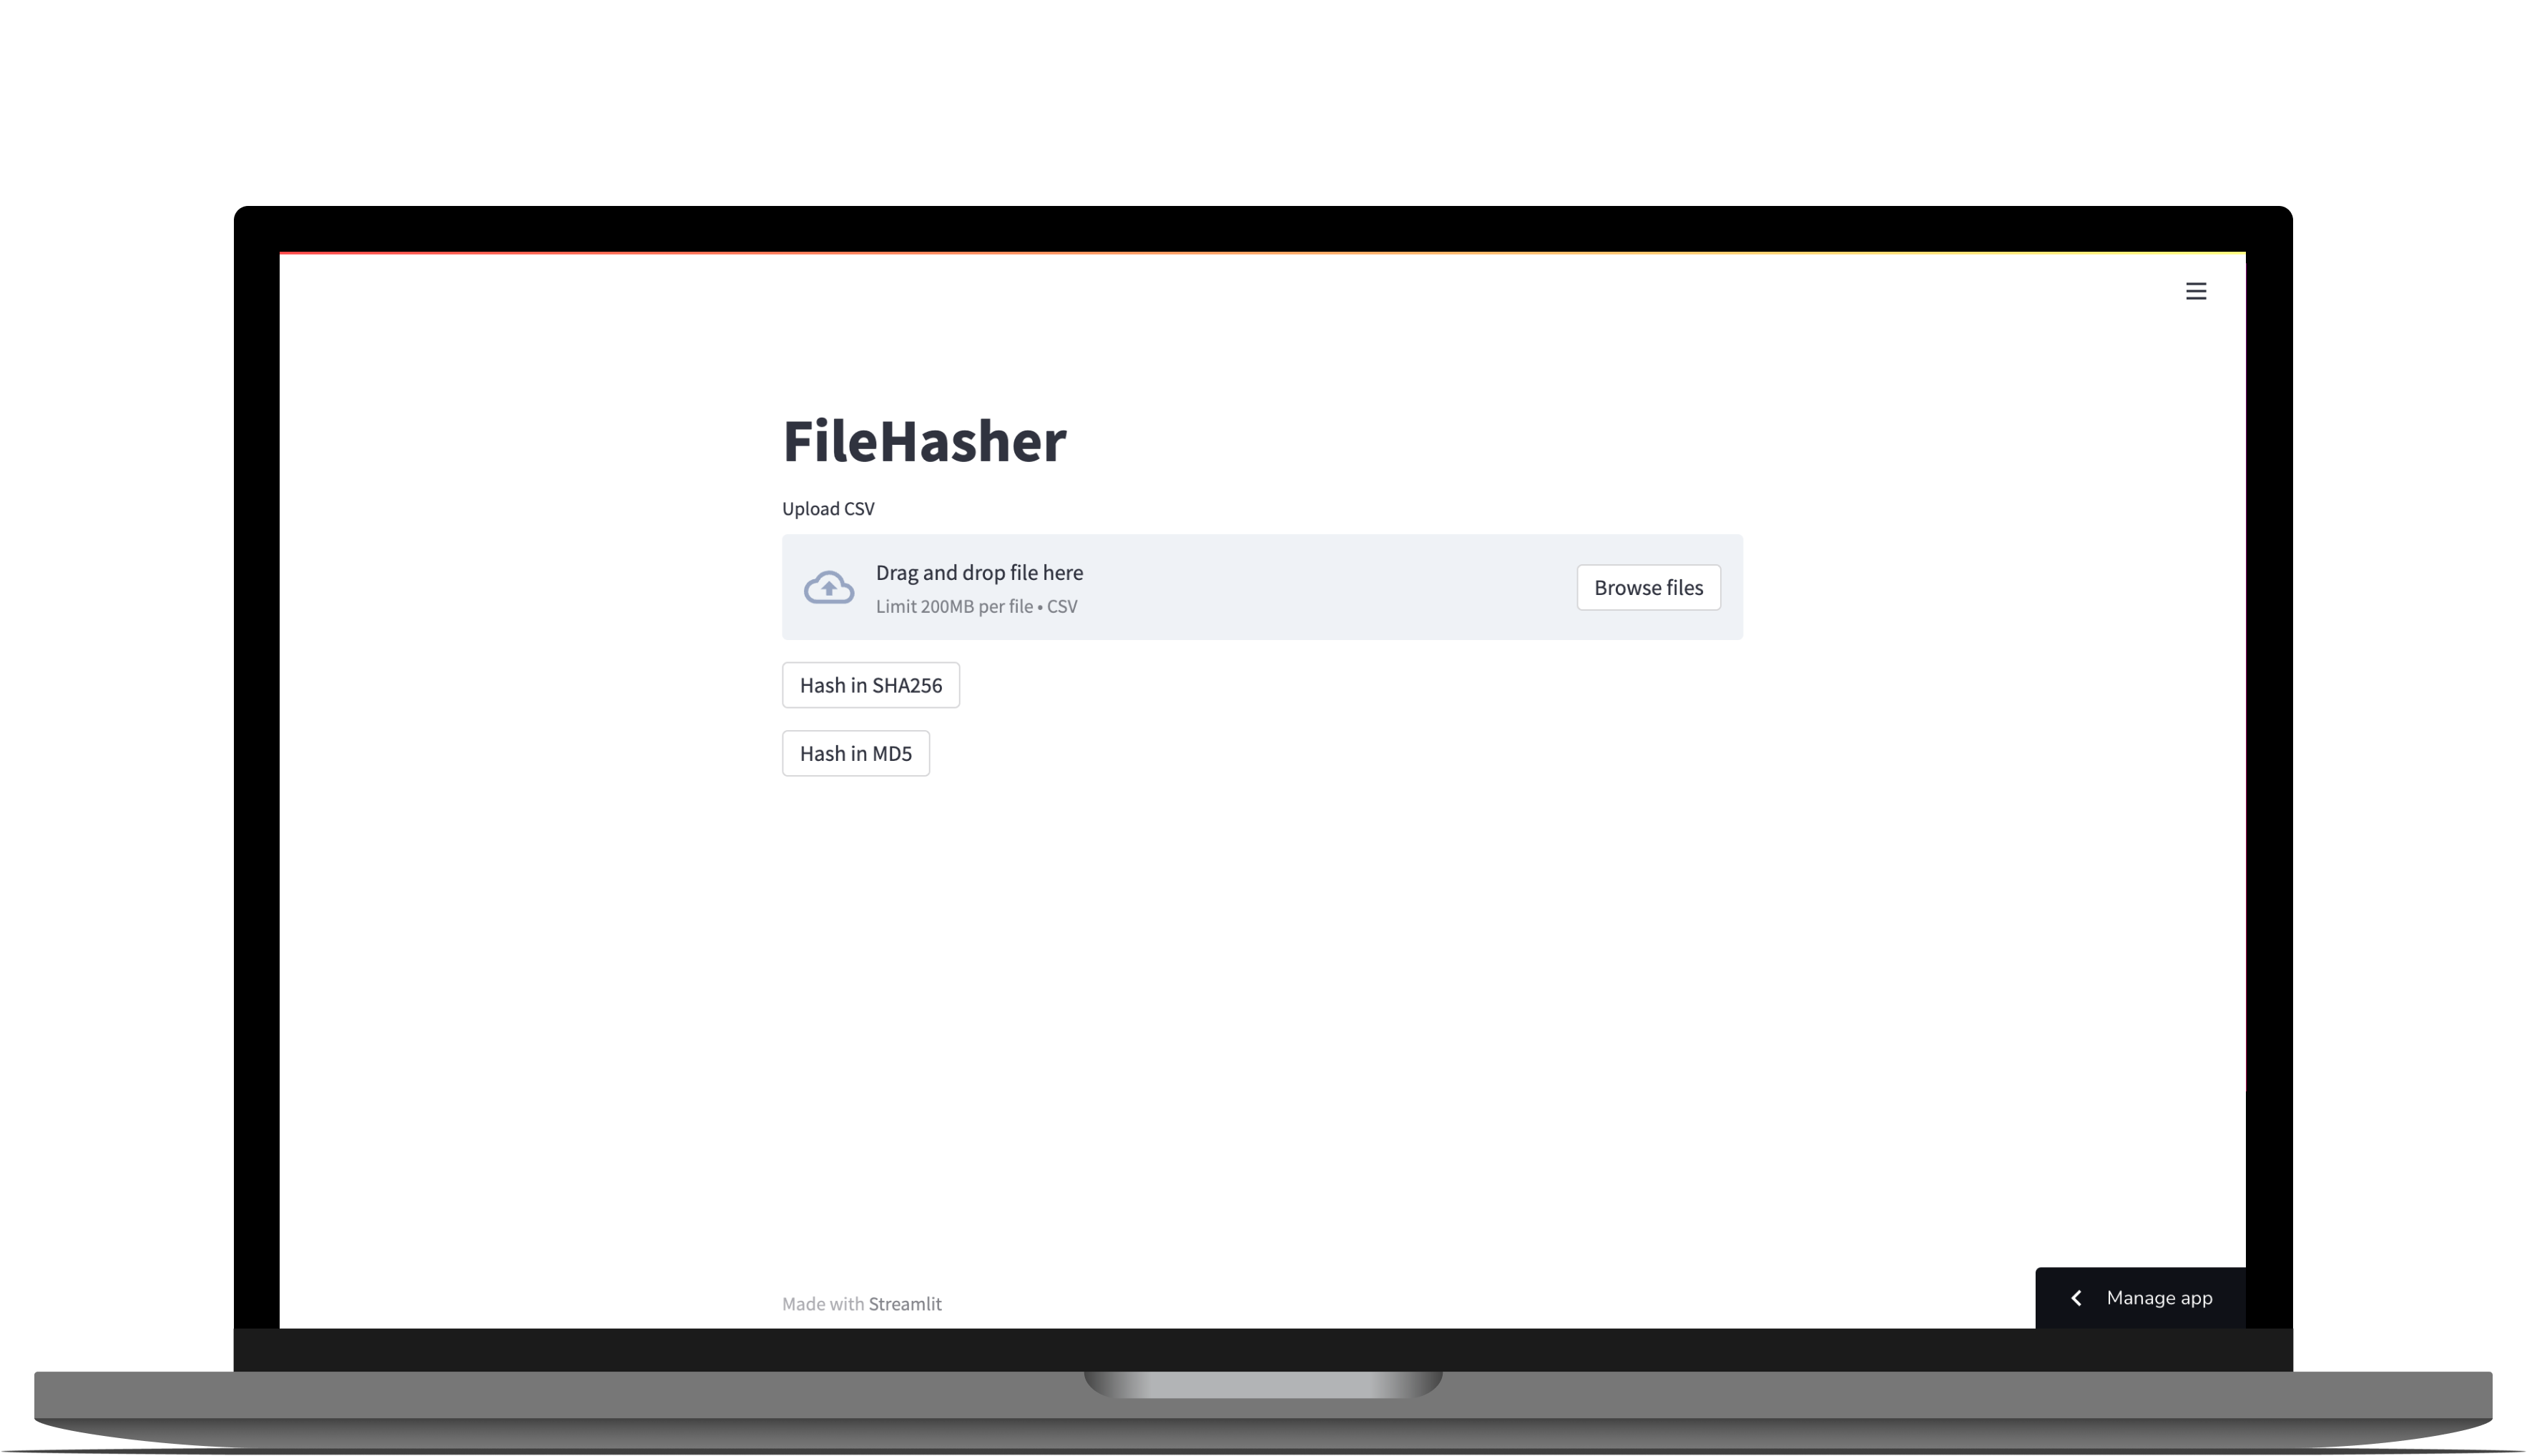 FileHasher
Upload CSV
Drag and drop file here
Limit 200MB per file • CSV
Browse files
Hash in SHA256
Hash in MD5
Made with Streamlit
Manage app